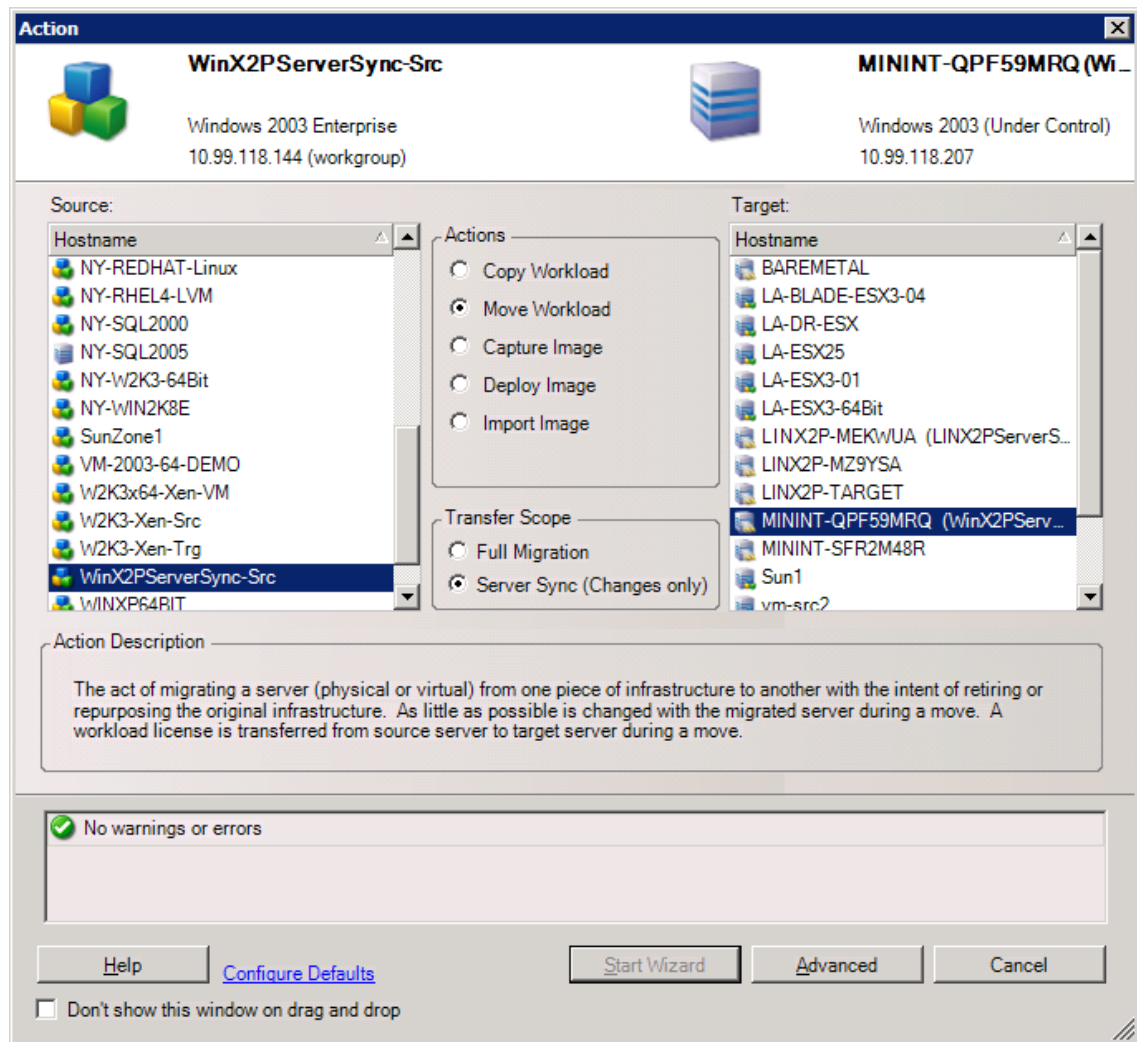 Action
WinX2PServerSync-Src
MININT-QPF59MRQ (Wi...
Windows 2003 Enterprise
Windows 2003 (Under Control)
10.99.118.144 (workgroup)
10.99.118.207
Source:
Hostname
NY-REDHAT-Linux
NY-RHEL4-LVM
NY-SQL2000
NY-SQL2005
NY-W2K3-64Bit
NY-WIN2K8E
SunZone1
VM-2003-64-DEMO
W2K3x64-Xen-VM
W2K3-Xen-Src
W2K3-Xen-Trg
WinX2PServerSync-Src
WINXP64BIT
Actions
Copy Workload
Move Workload
Capture Image
Deploy Image
Import Image
Transfer Scope
Full Migration
Server Sync (Changes only)
Target:
Hostname
BAREMETAL
LA-BLADE-ESX3-04
LA-DR-ESX
LA-ESX25
LA-ESX3-01
LA-ESX3-64Bit
LINX2P-MEKWUA (LINX2PServerS...
LINX2P-MZ9YSA
LINX2P-TARGET
MININT-QPF59MRQ (WinX2PServ...
MININT-SFR2M48R
Sun1
vm-src2
Action Description
The act of migrating a server (physical or virtual) from one piece of infrastructure to another with the intent of retiring or
repurposing the original infrastructure. As little as possible is changed with the migrated server during a move. A
workload license is transferred from source server to target server during a move.
No warnings or errors
Help
Configure Defaults
Start Wizard
Advanced
Cancel
Don't show this window on drag and drop